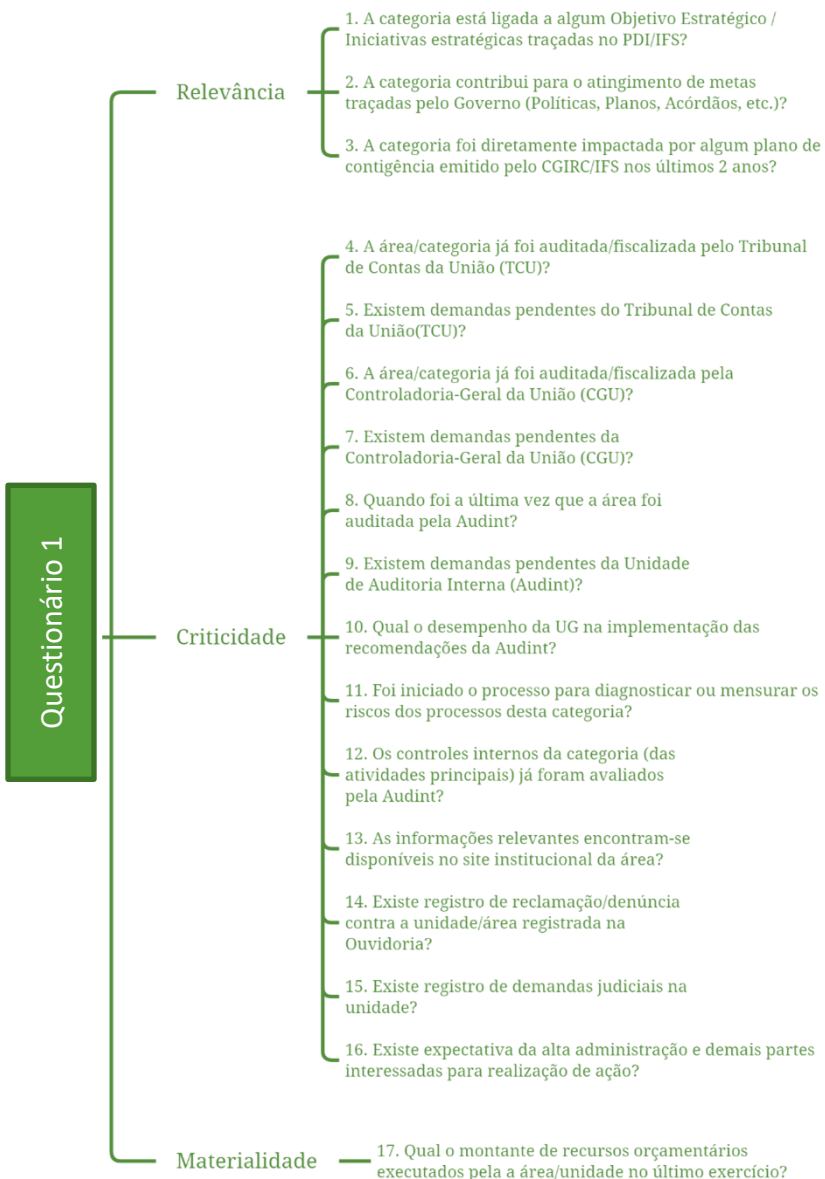 Questionário 1
Relevância
1. A categoria está ligada a algum Objetivo Estratégico /
Iniciativas estratégicas traçadas no PDI/IFS?
2. A categoria contribui para o atingimento de metas
traçadas pelo Governo (Políticas, Planos, Acórdãos, etc.)?
3. A categoria foi diretamente impactada por algum plano de
contigência emitido pelo CGIRC/IFS nos últimos 2 anos?
Criticidade
4. A área/categoria já foi auditada/fiscalizada pelo Tribunal
de Contas da União (TCU)?
5. Existem demandas pendentes do Tribunal de Contas
da União(TCU)?
6. A área/categoria já foi auditada/fiscalizada pela
Controladoria-Geral da União (CGU)?
7. Existem demandas pendentes da
Controladoria-Geral da União (CGU)?
8. Quando foi a última vez que a área foi
auditada pela Audint?
9. Existem demandas pendentes da Unidade
de Auditoria Interna (Audint)?
10. Qual o desempenho da UG na implementação das
recomendações da Audint?
11. Foi iniciado o processo para diagnosticar ou mensurar os
riscos dos processos desta categoria?
12. Os controles internos da categoria (das
atividades principais) já foram avaliados
pela Audint?
13. As informações relevantes encontram-se
disponíveis no site institucional da área?
14. Existe registro de reclamação/denúncia
contra a unidade/área registrada na
Ouvidoria?
15. Existe registro de demandas judiciais na
unidade?
16. Existe expectativa da alta administração e demais partes
interessadas para realização de ação?
Materialidade
17. Qual o montante de recursos orçamentários
executados pela a área/unidade no último exercício?